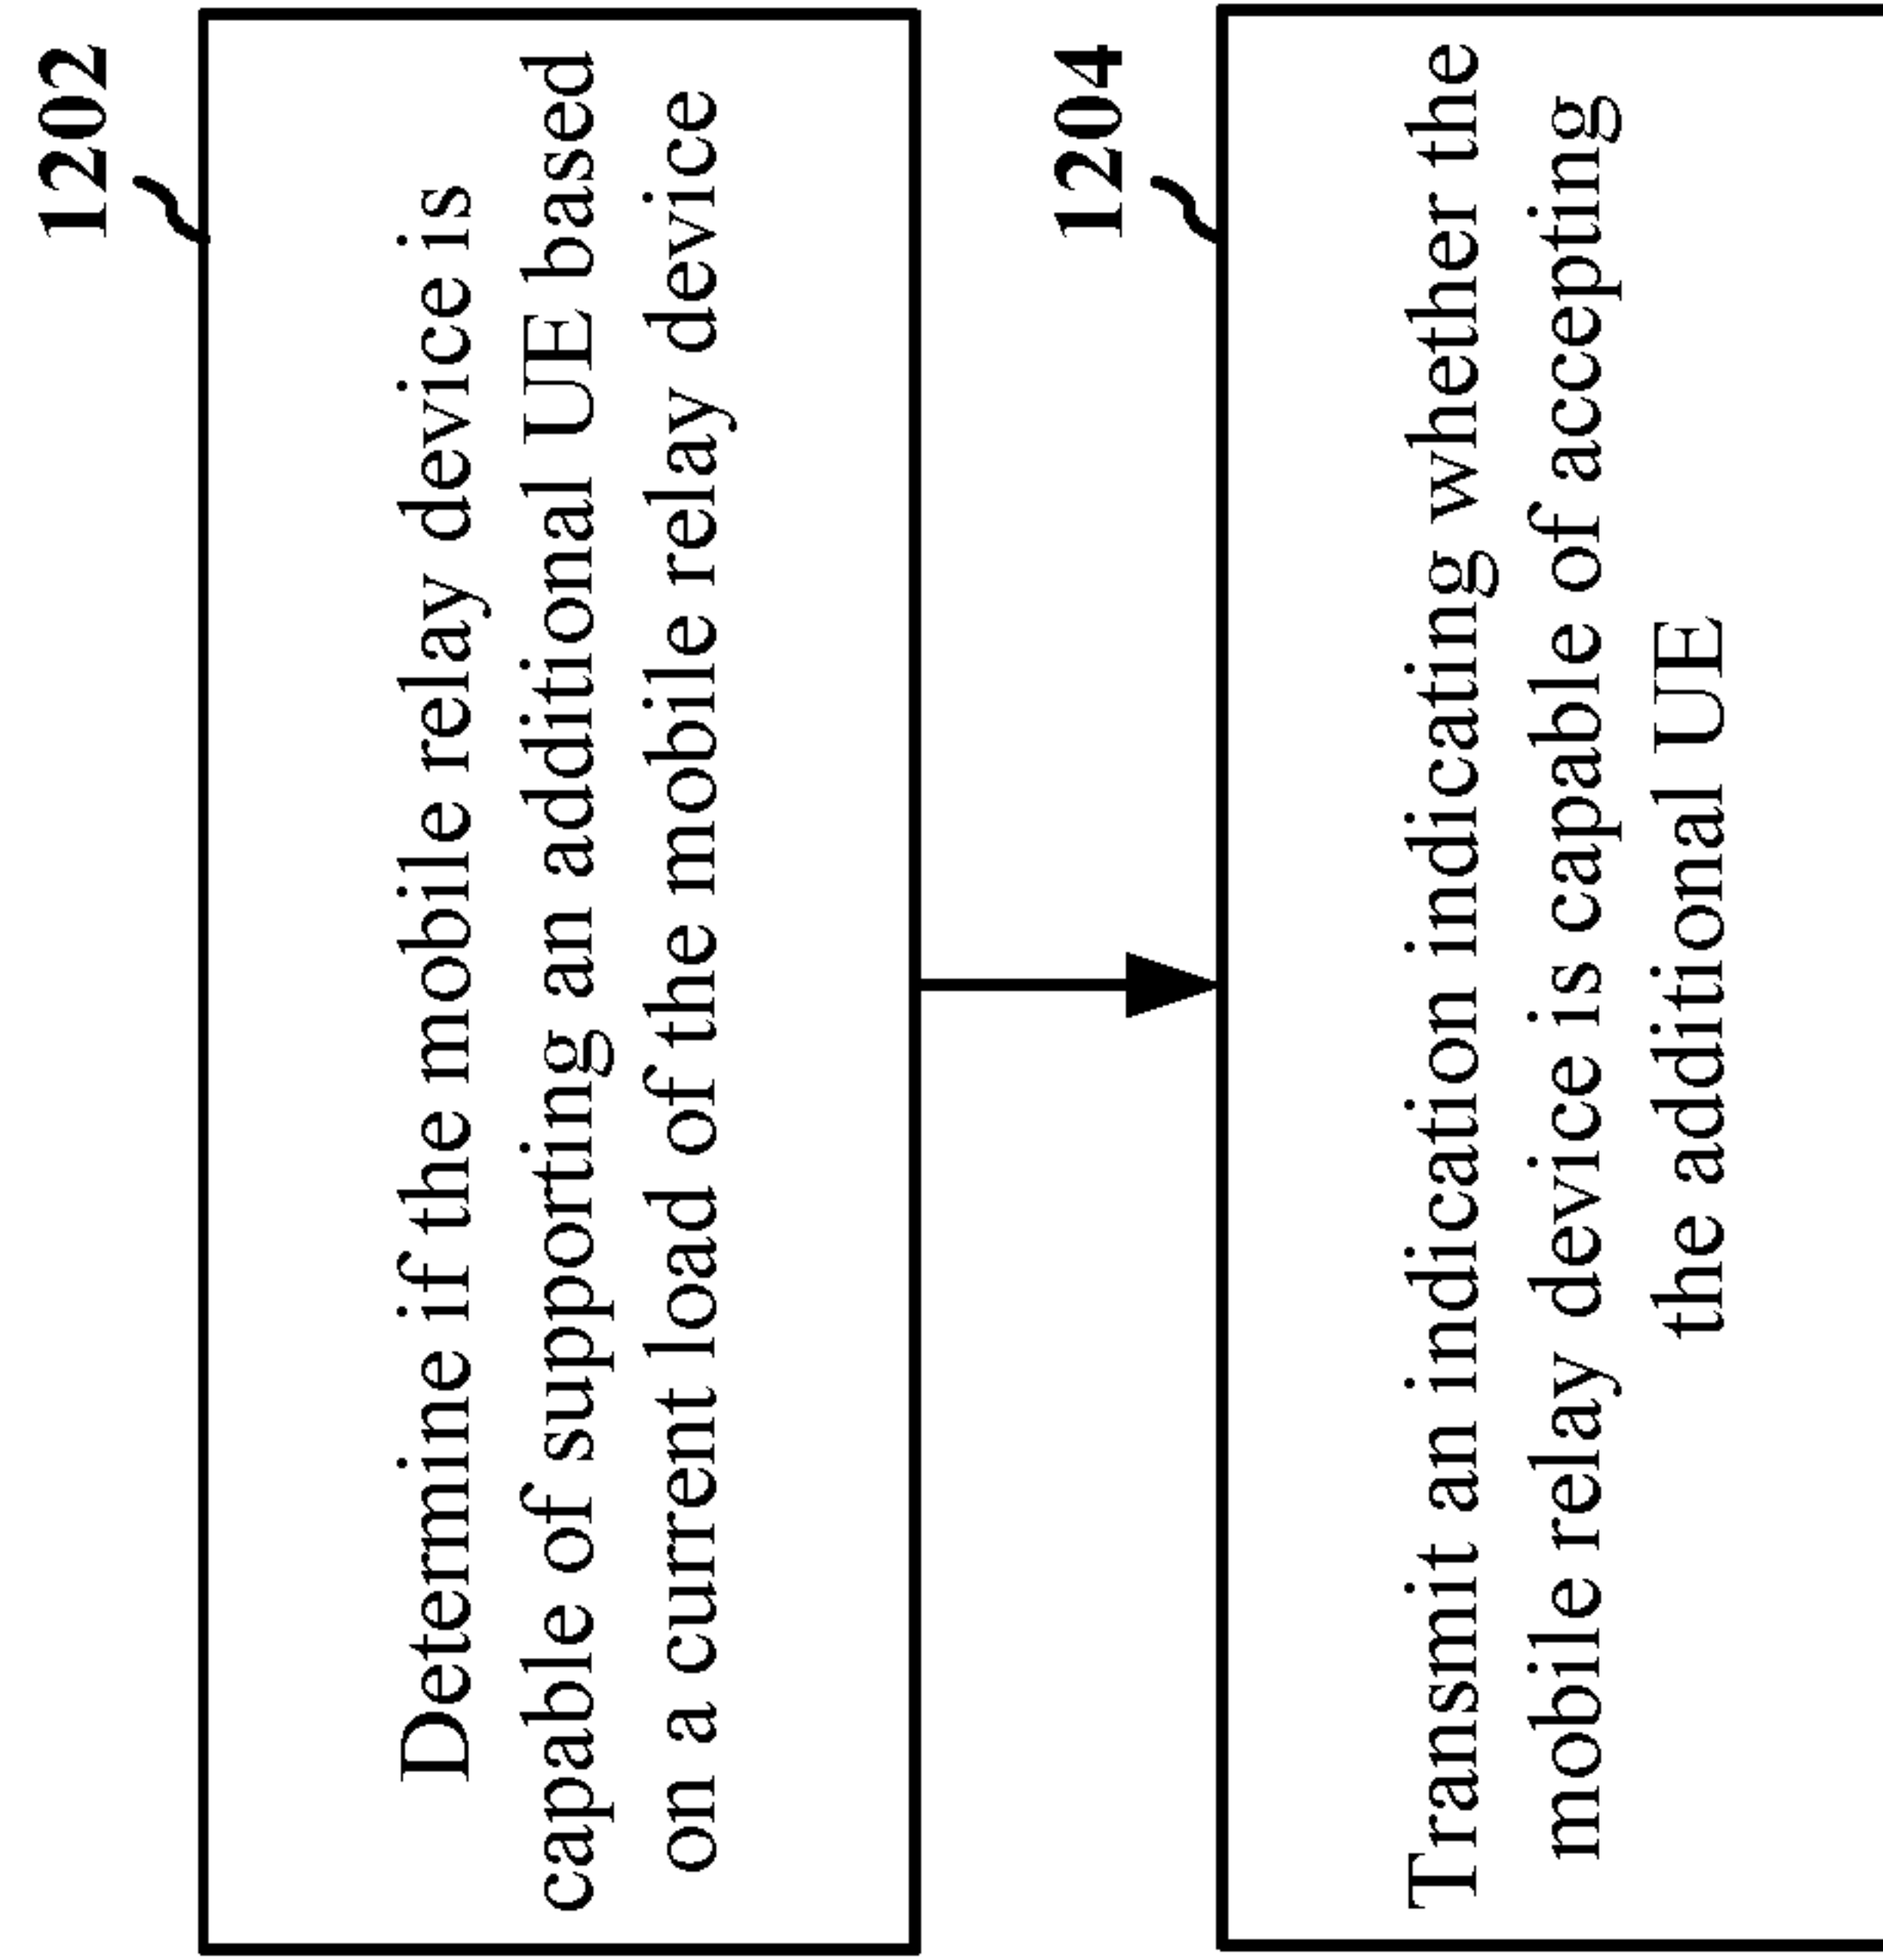 1202
Determine if the mobile relay device is
capable of supporting an additional UE based
on a current load of the mobile relay device
1204
Transmit an indication indicating whether the
mobile relay device is capable of accepting
the additional UE